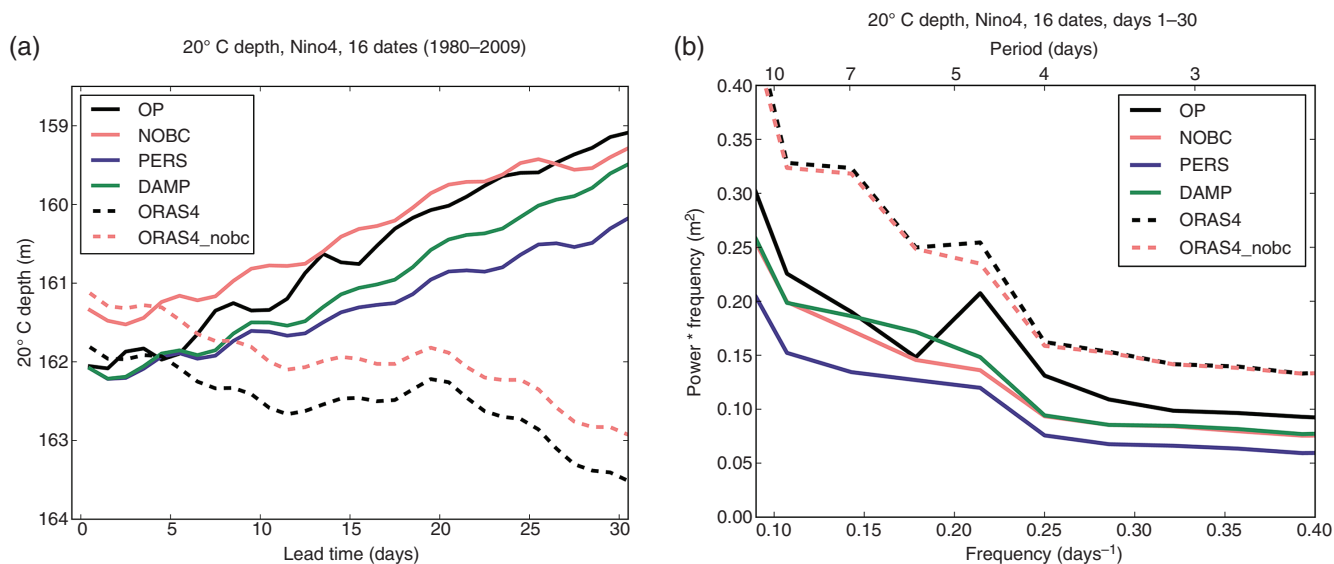 (a)
20° C depth, Nino4, 16 dates (1980–2009)
159
160
161
162
163
164
20° C depth (m)
OP
NOBC
PERS
DAMP
ORAS4
ORAS4_nobc
0 5 10 15 20 25 30
Lead time (days)
(b)
20° C depth, Nino4, 16 dates, days 1–30
Period (days)
10 7 5 4 3
0.40
0.35
0.30
0.25
0.20
0.15
0.10
0.05
0.00
Power * frequency (m²)
OP
NOBC
PERS
DAMP
ORAS4
ORAS4_nobc
0.10 0.15 0.20 0.25 0.30 0.35 0.40
Frequency (days⁻¹)